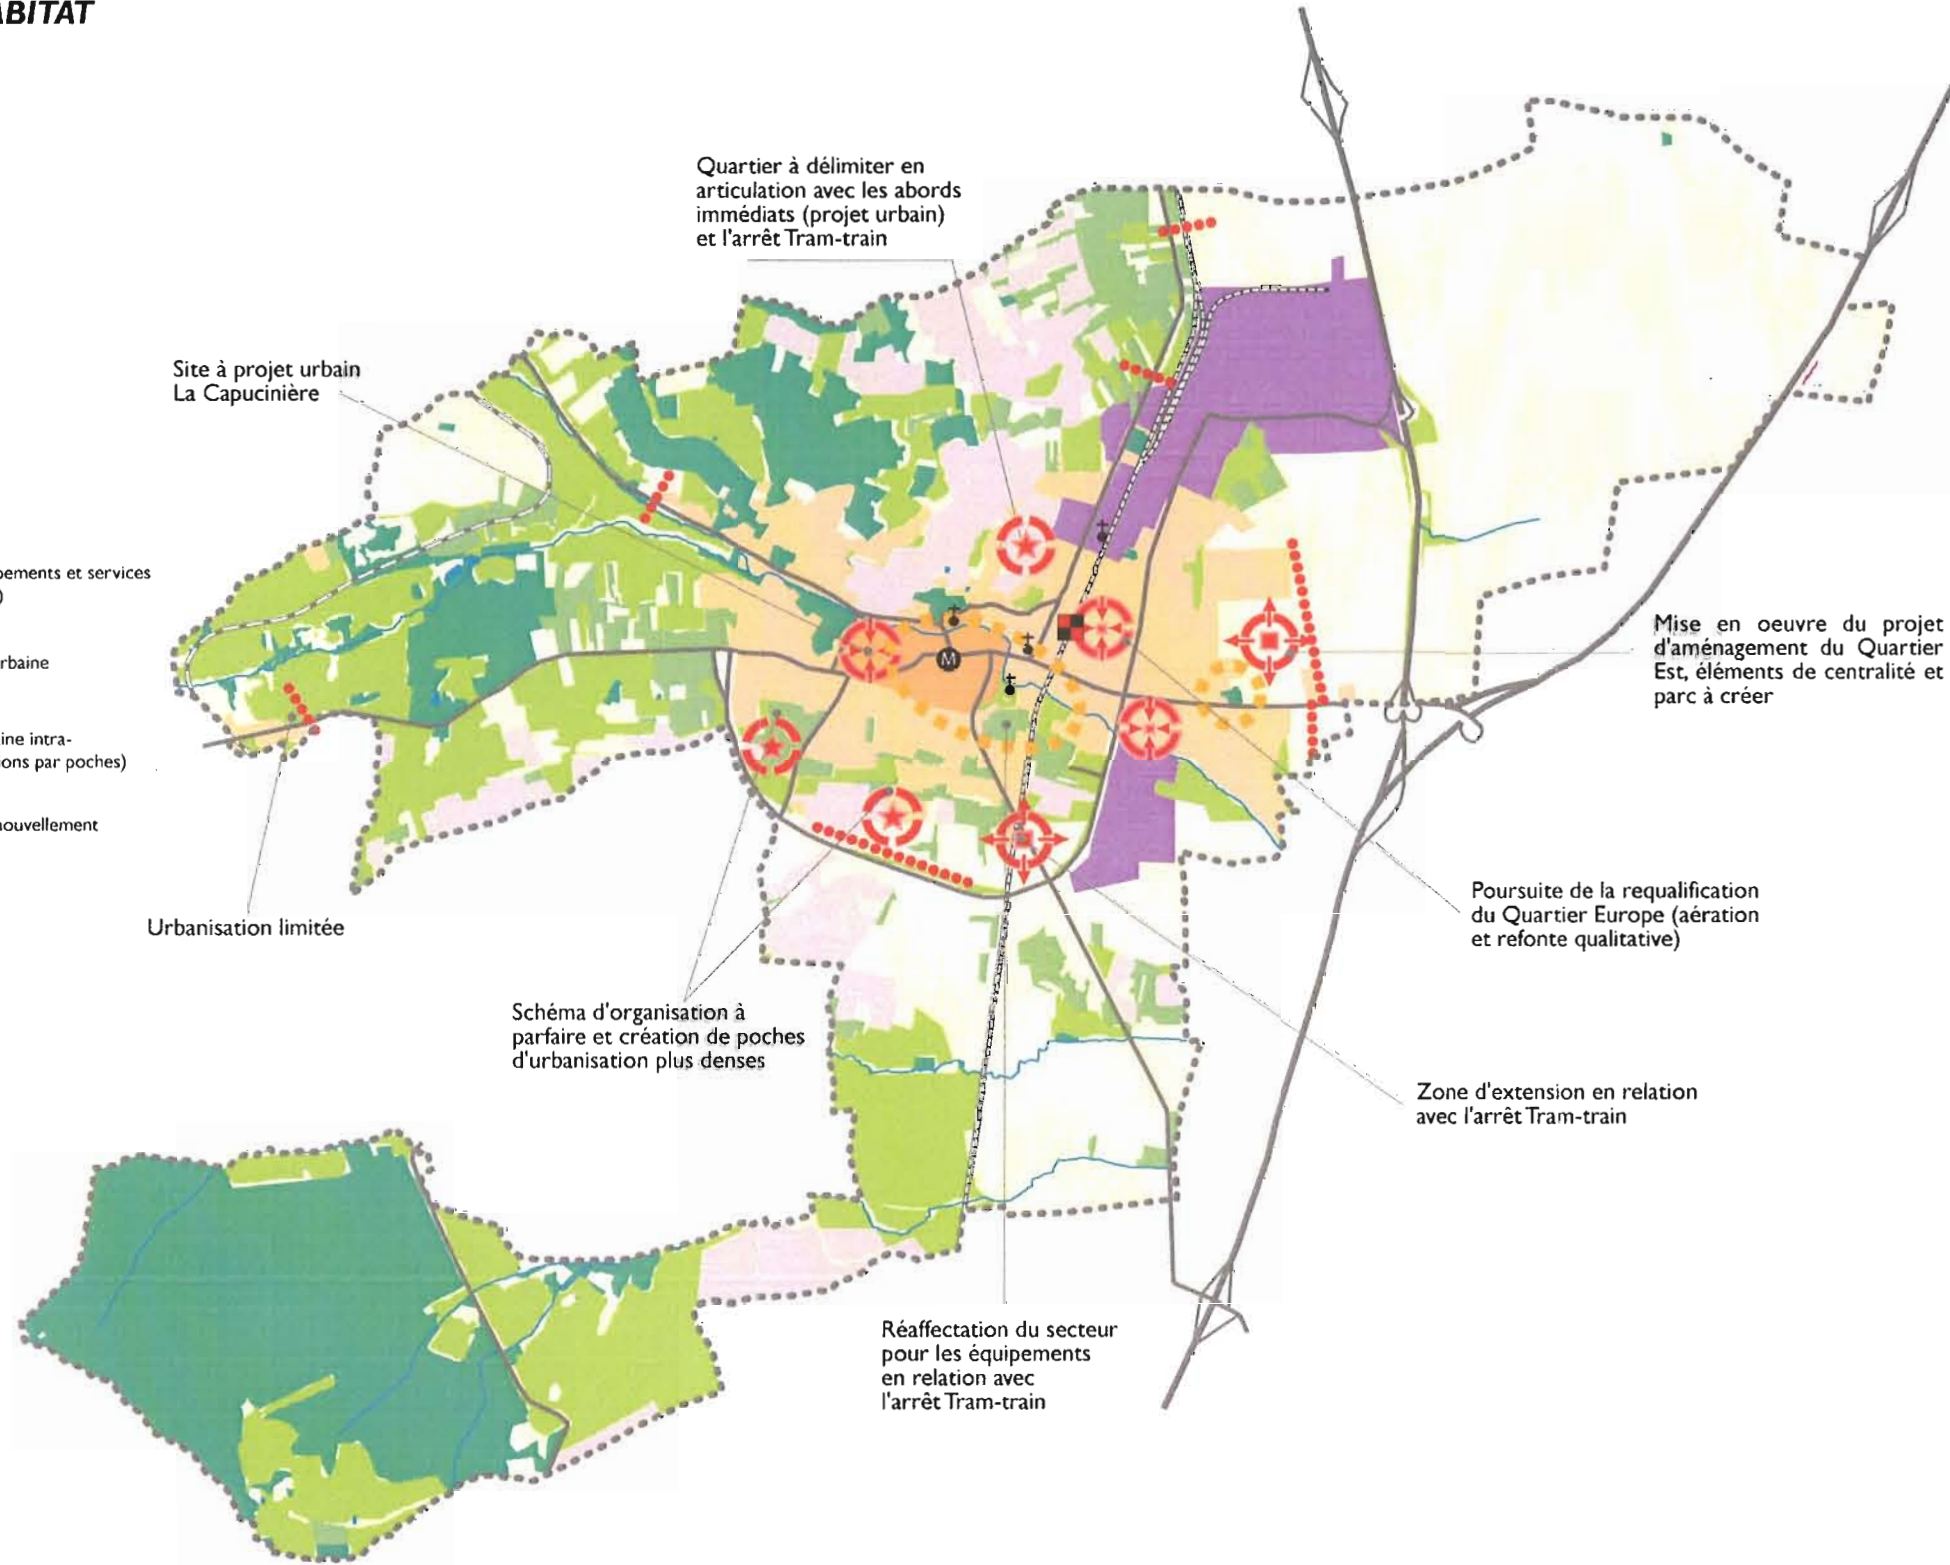 ABITAT
Quartier à délimiter en
articulation avec les abords
immédiats (projet urbain)
et l'arrêt Tram-train
Site à projet urbain
La Capucinière
pements et services
)
rbaine
ine intra-
ions par poches)
nouvellement
M
Mise en oeuvre du projet
d'aménagement du Quartier
Est, éléments de centralité et
parc à créer
Urbanisation limitée
Poursuite de la requalification
du Quartier Europe (aération
et refonte qualitative)
Schéma d'organisation à
parfaire et création de poches
d'urbanisation plus denses
Zone d'extension en relation
avec l'arrêt Tram-train
Réaffectation du secteur
pour les équipements
en relation avec
l'arrêt Tram-train